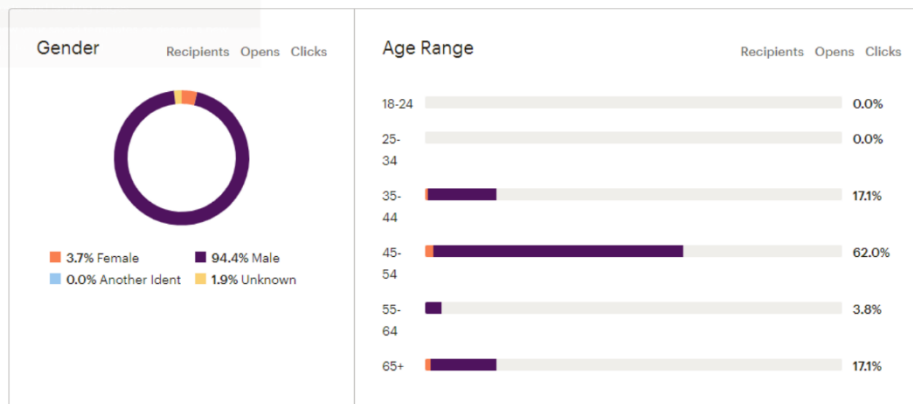 Gender
Recipients Opens Clicks
3.7% Female
94.4% Male
0.0% Another Ident
1.9% Unknown
Age Range
Recipients Opens Clicks
18-24 0.0%
25-
34
0.0%
35-
44
17.1%
45-
54
62.0%
55-
64
3.8%
65+ 17.1%